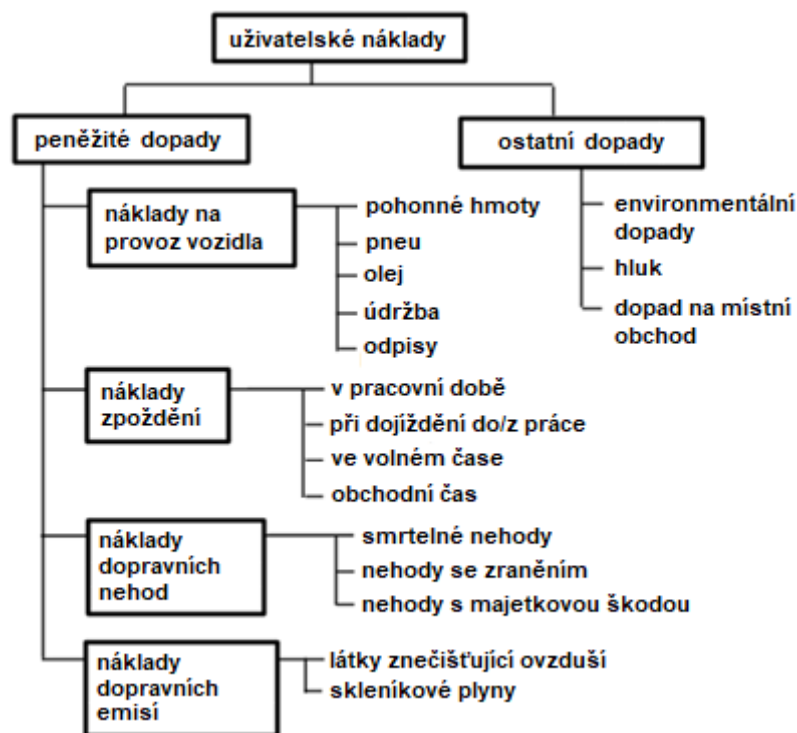 uživatelské náklady
peněžité dopady
ostatní dopady
náklady na
provoz vozidla
pohonné hmoty
pneu
olej
údržba
odpisy
environmentální
dopady
hluk
dopad na místní
obchod
náklady
zpoždění
v pracovní době
při dojíždění do/z práce
ve volném čase
obchodní čas
náklady
dopravních
nehod
smrtelné nehody
nehody se zraněním
nehody s majetkovou škodou
náklady
dopravních
emisí
látky znečišťující ovzduší
skleníkové plyny